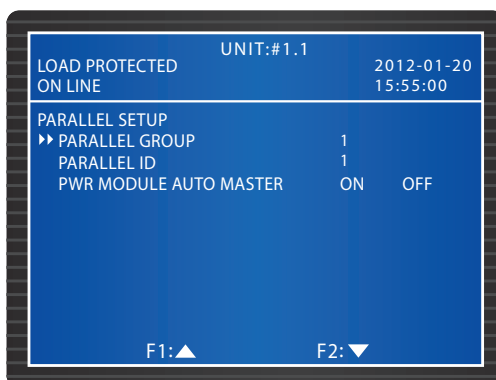 UNIT:#1.1
LOAD PROTECTED 2012-01-20
ON LINE 15:55:00
PARALLEL SETUP
PARALLEL GROUP 1
PARALLEL ID 1
PWR MODULE AUTO MASTER ON OFF
F1: F2: